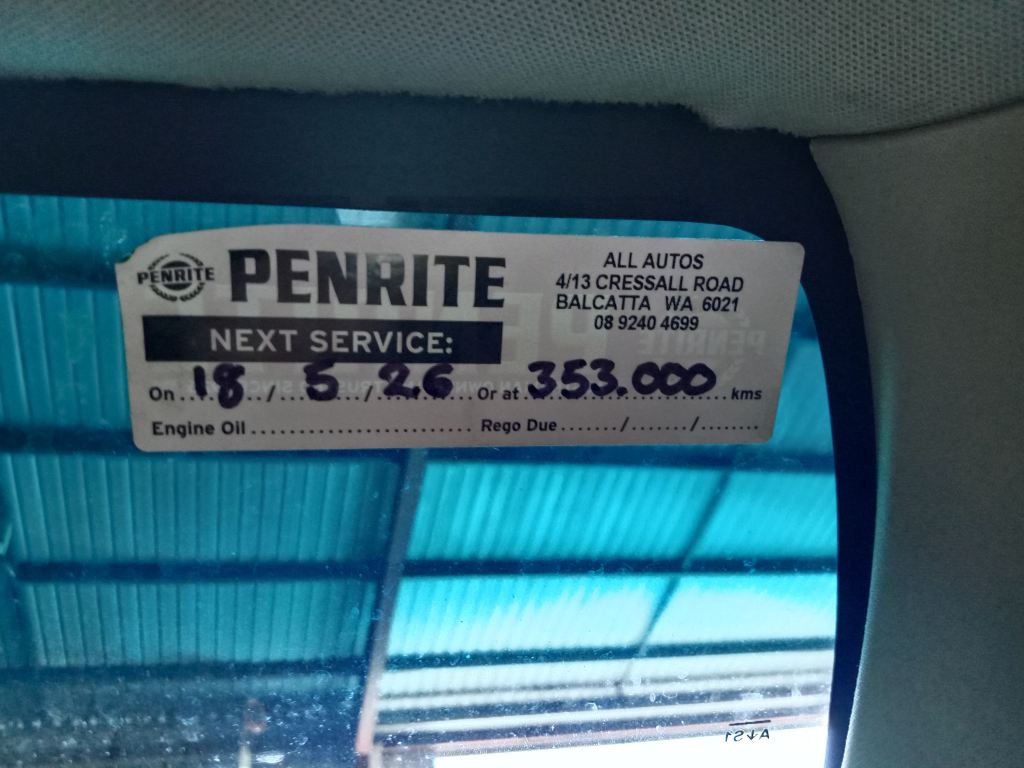 PENRITE
PENRITE
ALL AUTOS
4/13 CRESSALL ROAD
BALCATTA WA 6021
08 9240 4699
NEXT SERVICE:
On ..18.../....5..../..26....Or at .353.000..kms
Engine Oil....................... Rego Due......./......./........
A↓S1